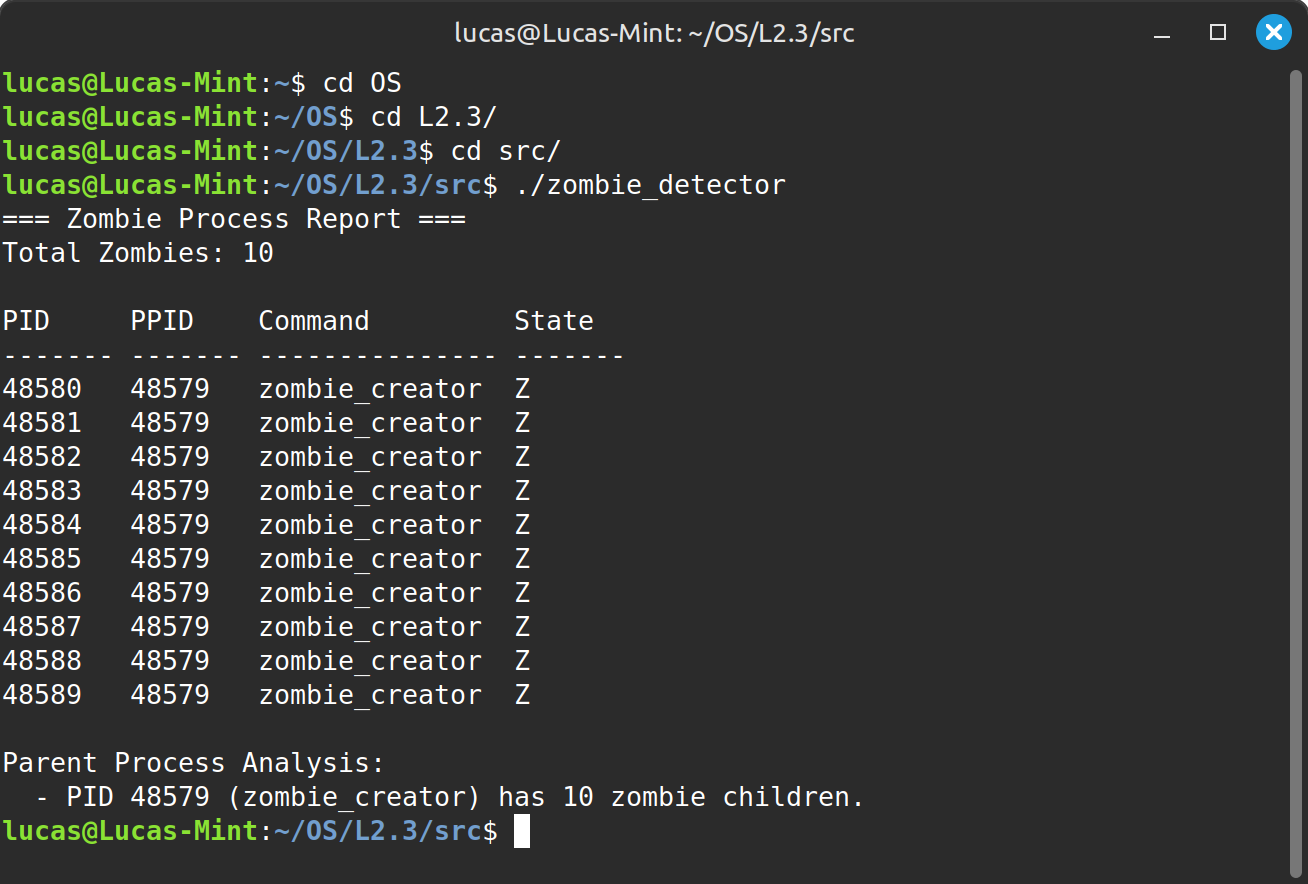 lucas@Lucas-Mint: ~/OS/L2.3/src
lucas@Lucas-Mint:~$ cd OS
lucas@Lucas-Mint:~/OS$ cd L2.3/
lucas@Lucas-Mint:~/OS/L2.3$ cd src/
lucas@Lucas-Mint:~/OS/L2.3/src$ ./zombie_detector
=== Zombie Process Report ===
Total Zombies: 10

PID     PPID    Command         State
------- ------- --------------- -------
48580   48579   zombie_creator  Z
48581   48579   zombie_creator  Z
48582   48579   zombie_creator  Z
48583   48579   zombie_creator  Z
48584   48579   zombie_creator  Z
48585   48579   zombie_creator  Z
48586   48579   zombie_creator  Z
48587   48579   zombie_creator  Z
48588   48579   zombie_creator  Z
48589   48579   zombie_creator  Z

Parent Process Analysis:
  - PID 48579 (zombie_creator) has 10 zombie children.
lucas@Lucas-Mint:~/OS/L2.3/src$